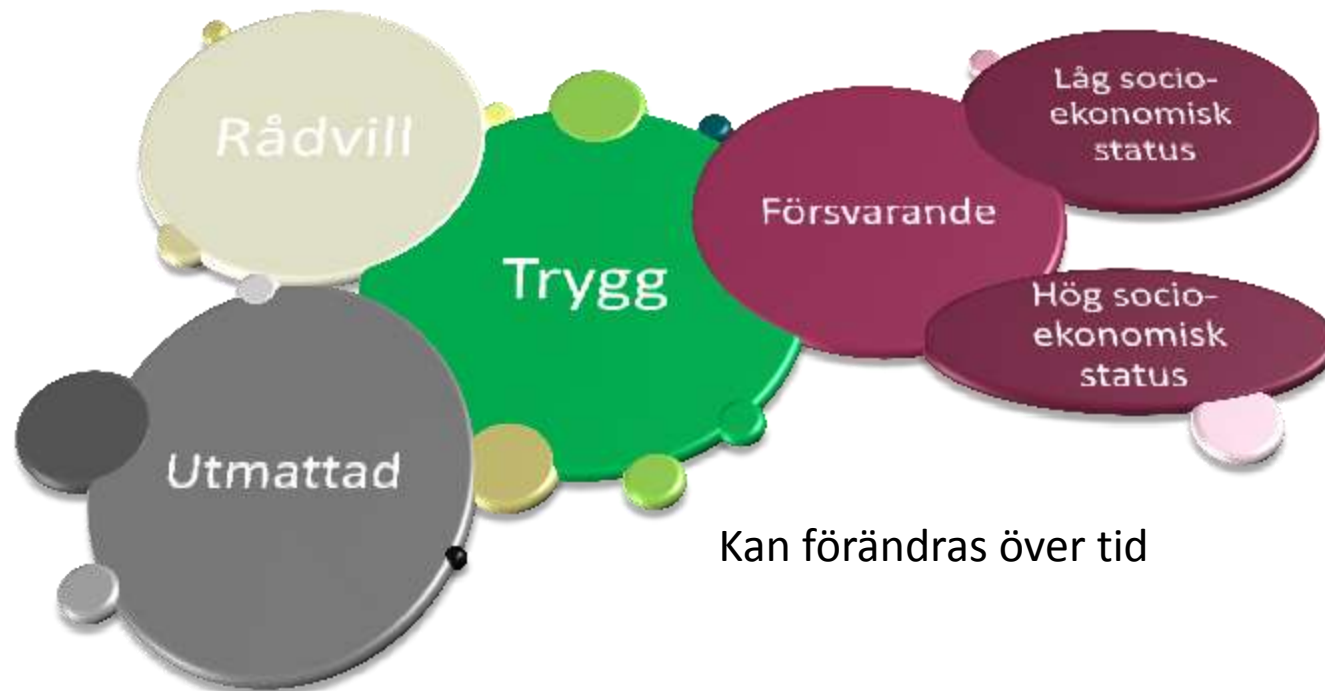 Rådvill
Trygg
Utmattad
Försvarande
Låg socio-
ekonomisk
status
Hög socio-
ekonomisk
status
Kan förändras över tid